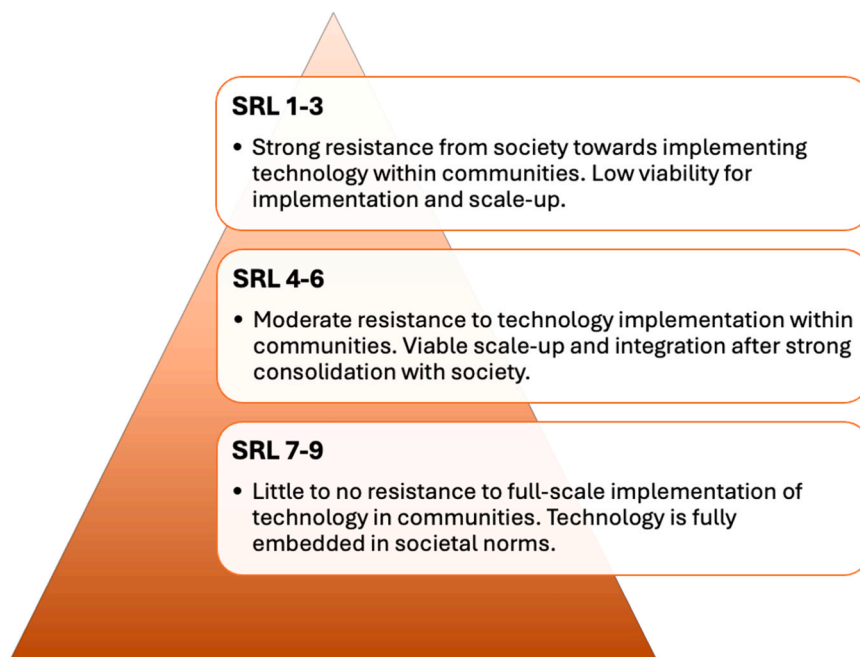 SRL 1-3
• Strong resistance from society towards implementing
technology within communities. Low viability for
implementation and scale-up.
SRL 4-6
• Moderate resistance to technology implementation within
communities. Viable scale-up and integration after strong
consolidation with society.
SRL 7-9
• Little to no resistance to full-scale implementation of
technology in communities. Technology is fully
embedded in societal norms.